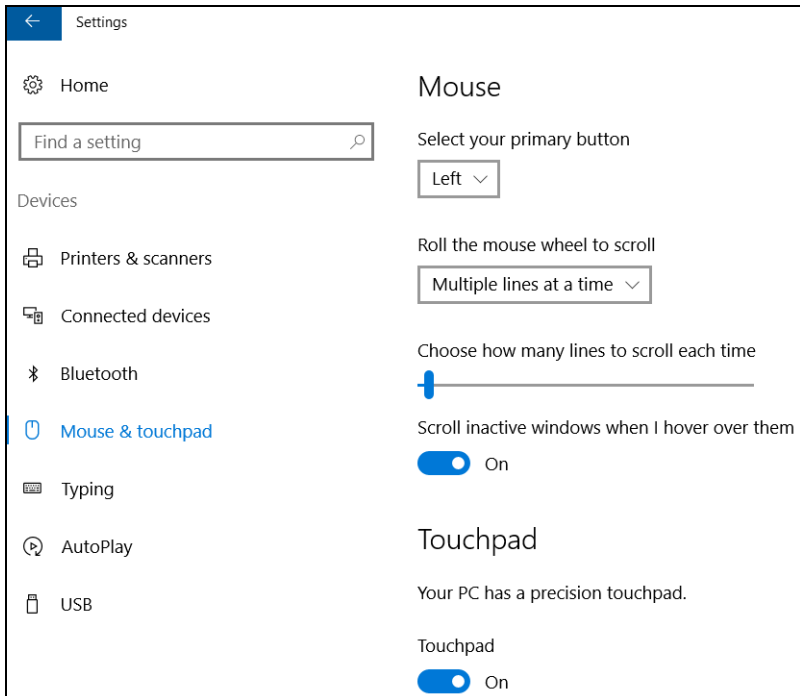 Settings
Home
Find a setting
Devices
Printers & scanners
Connected devices
Bluetooth
Mouse & touchpad
Typing
AutoPlay
USB
Mouse
Select your primary button
Left
Roll the mouse wheel to scroll
Multiple lines at a time
Choose how many lines to scroll each time
Scroll inactive windows when I hover over them
On
Touchpad
Your PC has a precision touchpad.
Touchpad
On